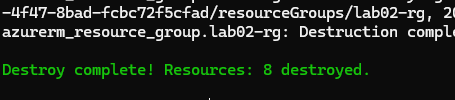 -4f47-8bad-fcbc72f5cfad/resourceGroups/lab02-rg, 20
azurerm_resource_group.lab02-rg: Destruction comple
Destroy complete! Resources: 8 destroyed.